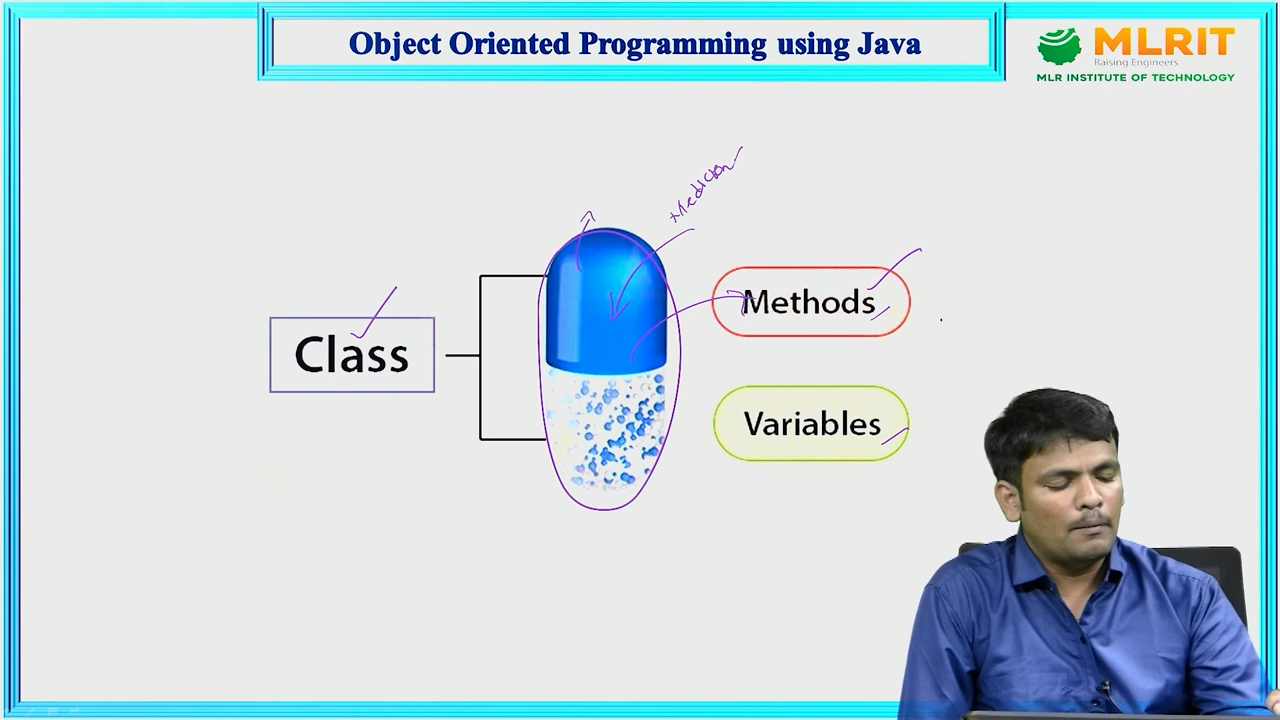 Object Oriented Programming using Java
MLRIT
Raising Engineers
MLR INSTITUTE OF TECHNOLOGY
Methods
Class
Variables